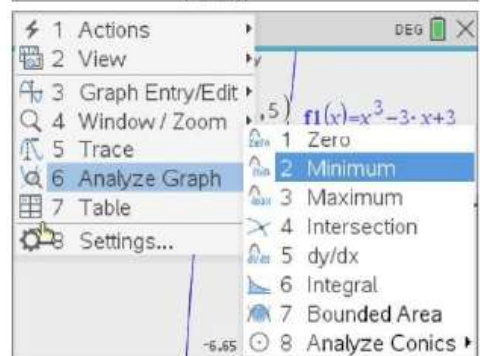 1 Actions
2 View
3 Graph Entry/Edit
4 Window / Zoom
5 Trace
6 Analyze Graph
7 Table
8 Settings...
DEG
y
,5) f1(x)=x³-3·x+3
1 Zero
2 Minimum
3 Maximum
4 Intersection
5 dy/dx
6 Integral
7 Bounded Area
8 Analyze Conics
-6.65